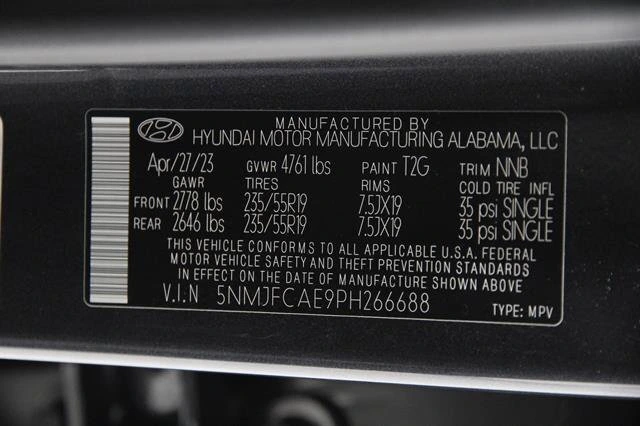 MANUFACTURED BY
HYUNDAI MOTOR MANUFACTURING ALABAMA, LLC
Apr/27/23 GVWR 4761 lbs PAINT T2G TRIM NNB
GAWR TIRES RIMS COLD TIRE INFL
FRONT 2778 lbs 235/55R19 7.5JX19 35 psi SINGLE
REAR 2646 lbs 235/55R19 7.5JX19 35 psi SINGLE
THIS VEHICLE CONFORMS TO ALL APPLICABLE U.S.A. FEDERAL
MOTOR VEHICLE SAFETY AND THEFT PREVENTION STANDARDS
IN EFFECT ON THE DATE OF MANUFACTURE SHOWN ABOVE
V.I.N 5NMJFCAE9PH266688 TYPE: MPV